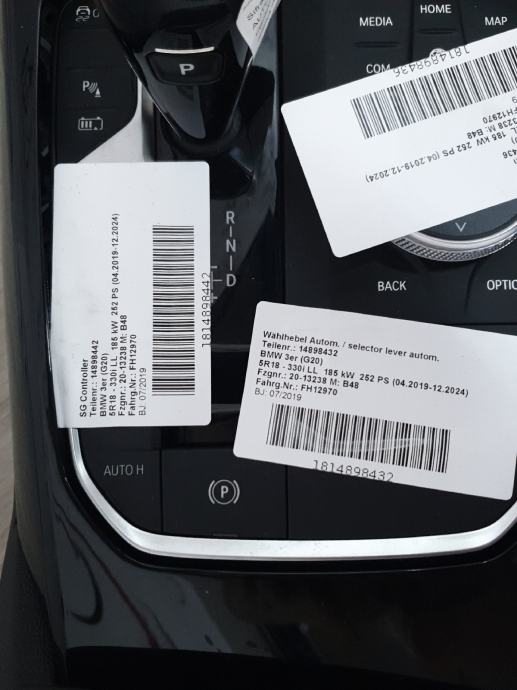 MEDIA
HOME
MAP
COM
P
P
R
N
D
BACK
AUTO H
P
SG Controller
Teilenr.: 14898442
BMW 3er (G20)
5R18 - 330i LL 185 kW 252 PS (04.2019-12.2024)
Fzgnr.: 20-13238 M: B48
Fahrg.Nr.: FH12970
BJ: 07/2019
1814898442
Wählhebel Autom. / selector lever autom.
Teilenr.: 14898432
BMW 3er (G20)
5R18 - 330i LL 185 kW 252 PS (04.2019-12.2024)
Fzgnr.: 20-13238 M: B48
Fahrg.Nr.: FH12970
BJ: 07/2019
1814898432
1814898436
185 kW 252 PS (04.2019-12.2024)
13238 M: B48
FH12970